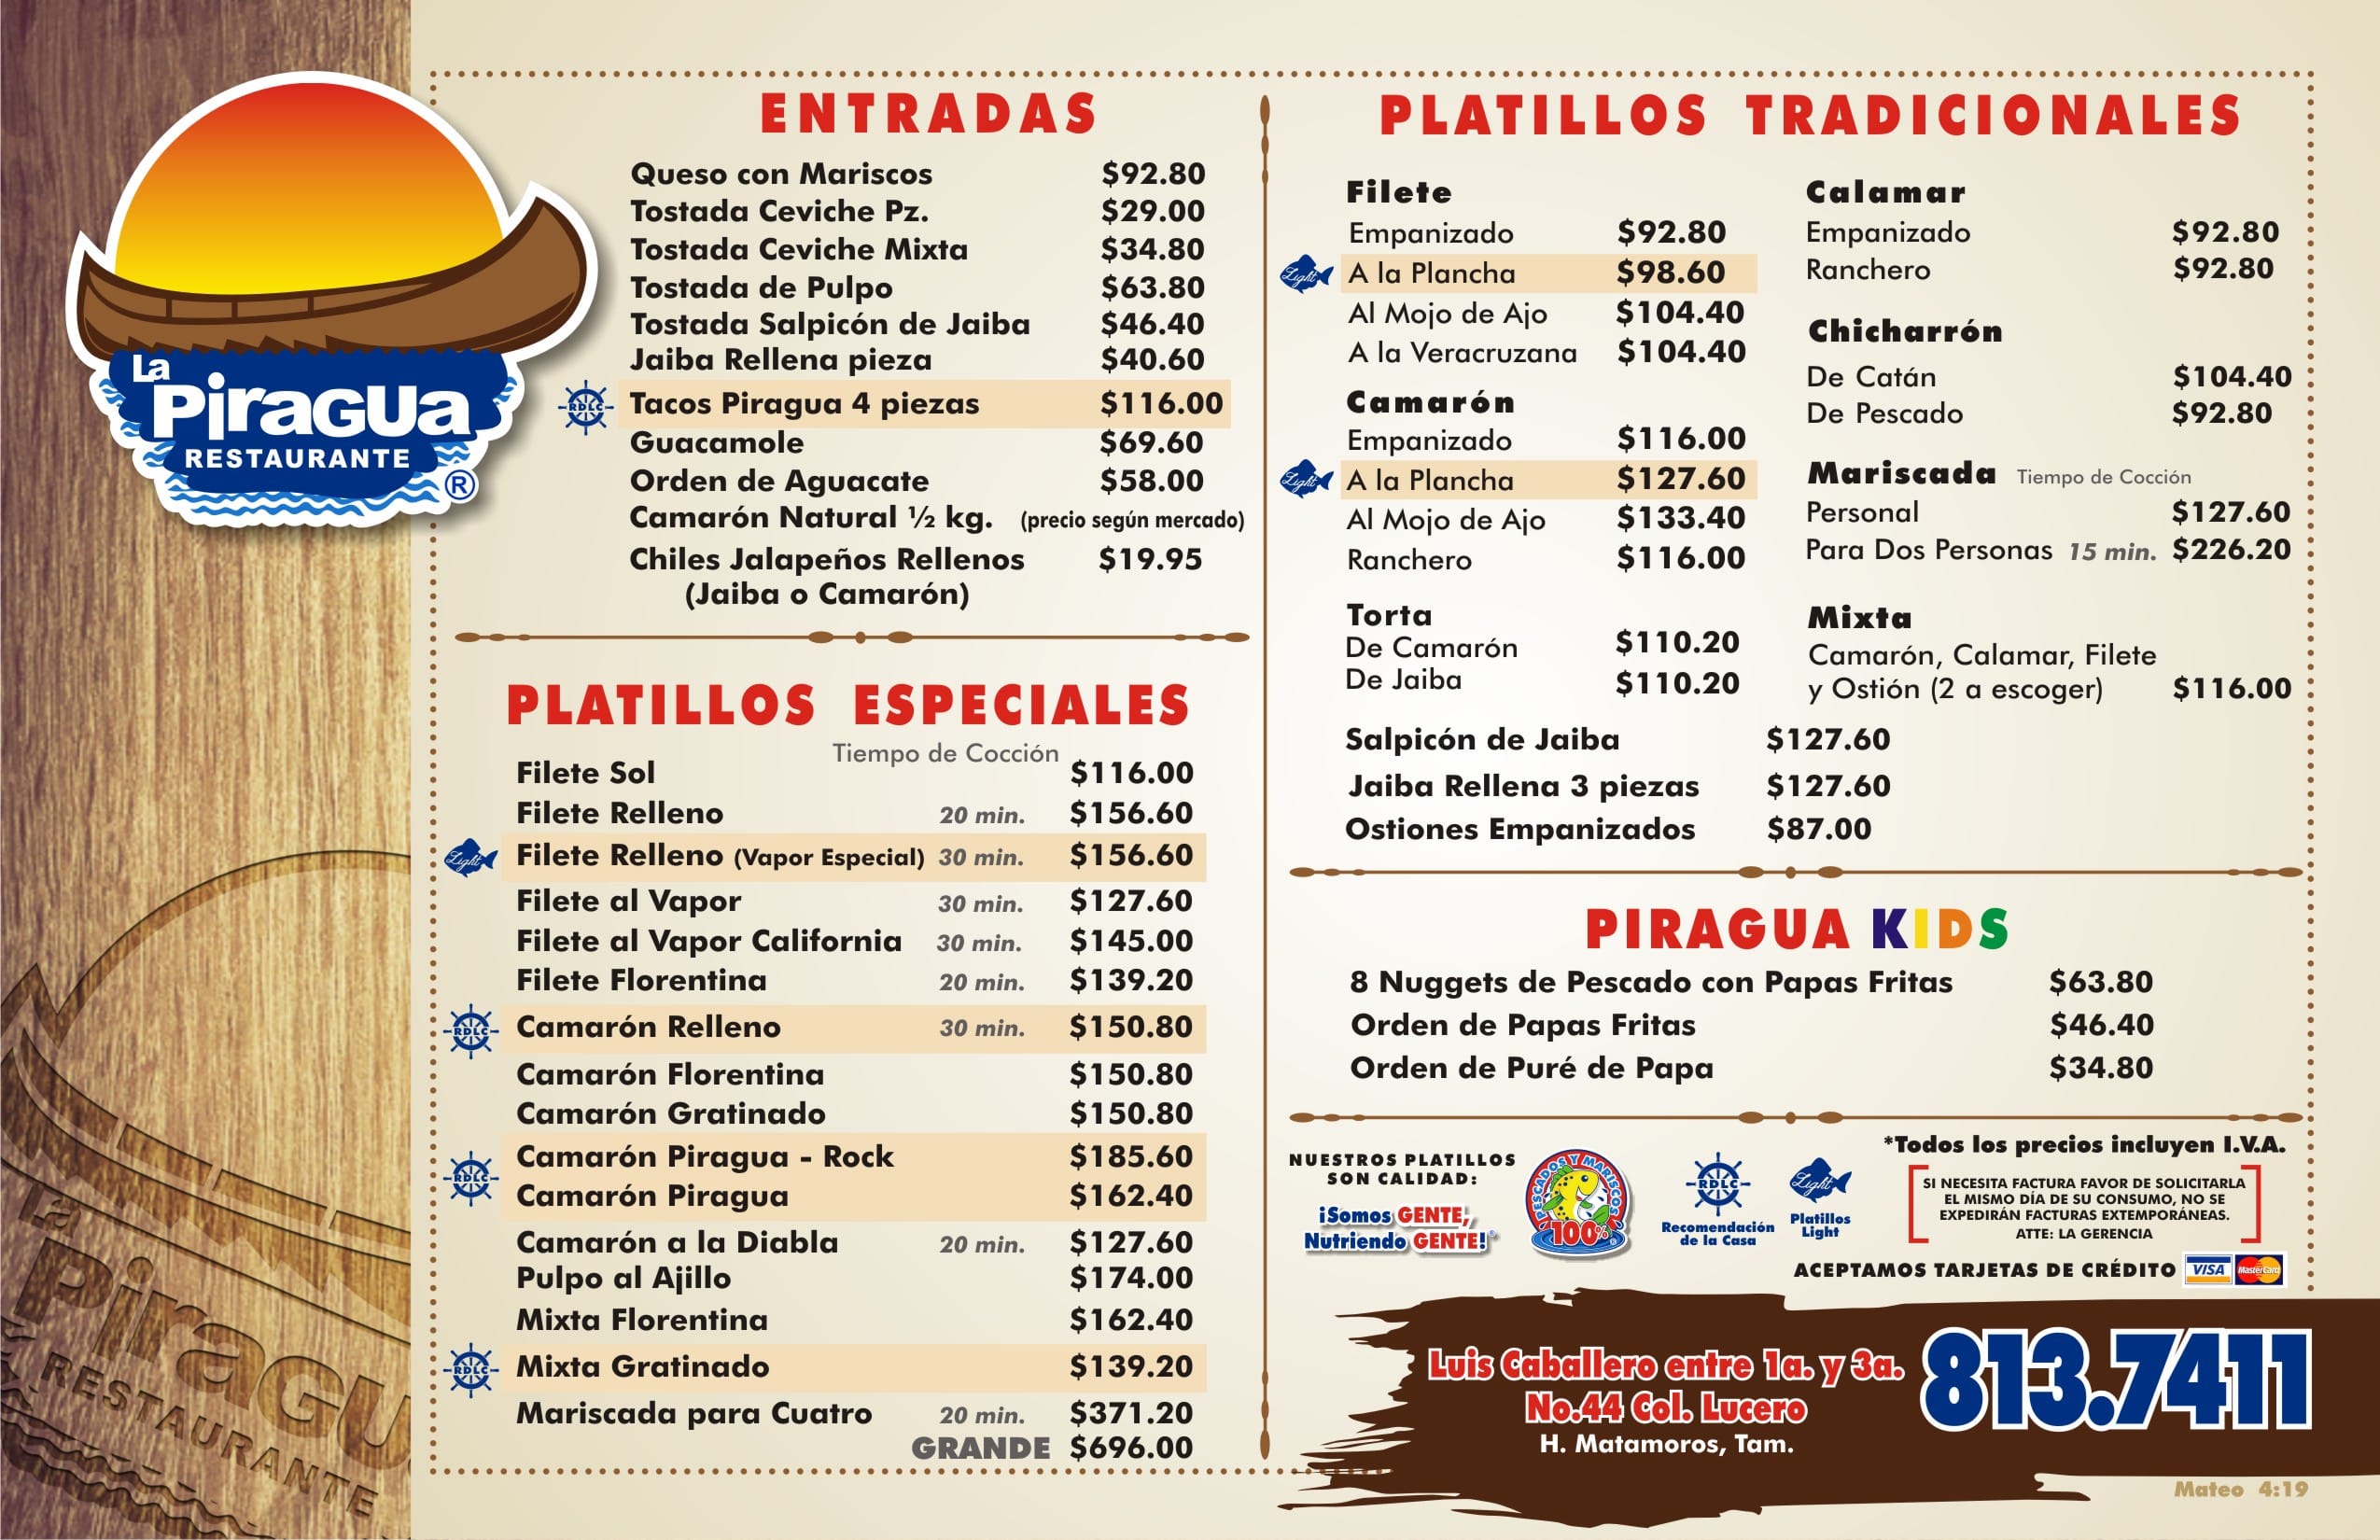 La
Piragua
RESTAURANTE
®
ENTRADAS
Queso con Mariscos $92.80
Tostada Ceviche Pz. $29.00
Tostada Ceviche Mixta $34.80
Tostada de Pulpo $63.80
Tostada Salpicón de Jaiba $46.40
Jaiba Rellena pieza $40.60
RDLC Tacos Piragua 4 piezas $116.00
Guacamole $69.60
Orden de Aguacate $58.00
Camarón Natural ½ kg. (precio según mercado)
Chiles Jalapeños Rellenos $19.95
(Jaiba o Camarón)
PLATILLOS ESPECIALES
Tiempo de Cocción
Filete Sol $116.00
Filete Relleno 20 min. $156.60
Light Filete Relleno (Vapor Especial) 30 min. $156.60
Filete al Vapor 30 min. $127.60
Filete al Vapor California 30 min. $145.00
Filete Florentina 20 min. $139.20
RDLC Camarón Relleno 30 min. $150.80
Camarón Florentina $150.80
Camarón Gratinado $150.80
Camarón Piragua - Rock $185.60
RDLC
Camarón Piragua $162.40
Camarón a la Diabla 20 min. $127.60
Pulpo al Ajillo $174.00
Mixta Florentina $162.40
RDLC Mixta Gratinado $139.20
Mariscada para Cuatro 20 min. $371.20
GRANDE $696.00
PLATILLOS TRADICIONALES
Filete
Empanizado $92.80
Light A la Plancha $98.60
Al Mojo de Ajo $104.40
A la Veracruzana $104.40
Camarón
Empanizado $116.00
Light A la Plancha $127.60
Al Mojo de Ajo $133.40
Ranchero $116.00
Torta
De Camarón $110.20
De Jaiba $110.20
Calamar
Empanizado $92.80
Ranchero $92.80
Chicharrón
De Catán $104.40
De Pescado $92.80
Mariscada Tiempo de Cocción
Personal $127.60
Para Dos Personas 15 min. $226.20
Mixta
Camarón, Calamar, Filete
y Ostión (2 a escoger) $116.00
Salpicón de Jaiba $127.60
Jaiba Rellena 3 piezas $127.60
Ostiones Empanizados $87.00
PIRAGUA KIDS
8 Nuggets de Pescado con Papas Fritas $63.80
Orden de Papas Fritas $46.40
Orden de Puré de Papa $34.80
NUESTROS PLATILLOS
SON CALIDAD:
¡Somos GENTE,
Nutriendo GENTE!
PESCADOS Y MARISCOS
100%
RDLC
Recomendación
de la Casa
Light
Platillos
Light
*Todos los precios incluyen I.V.A.
SI NECESITA FACTURA FAVOR DE SOLICITARLA
EL MISMO DÍA DE SU CONSUMO, NO SE
EXPEDIRÁN FACTURAS EXTEMPORÁNEAS.
ATTE: LA GERENCIA
ACEPTAMOS TARJETAS DE CRÉDITO VISA MasterCard
Luis Caballero entre 1a. y 3a.
No.44 Col. Lucero
H. Matamoros, Tam.
813.7411
Mateo 4:19
La
Piragu
RESTAURANTE